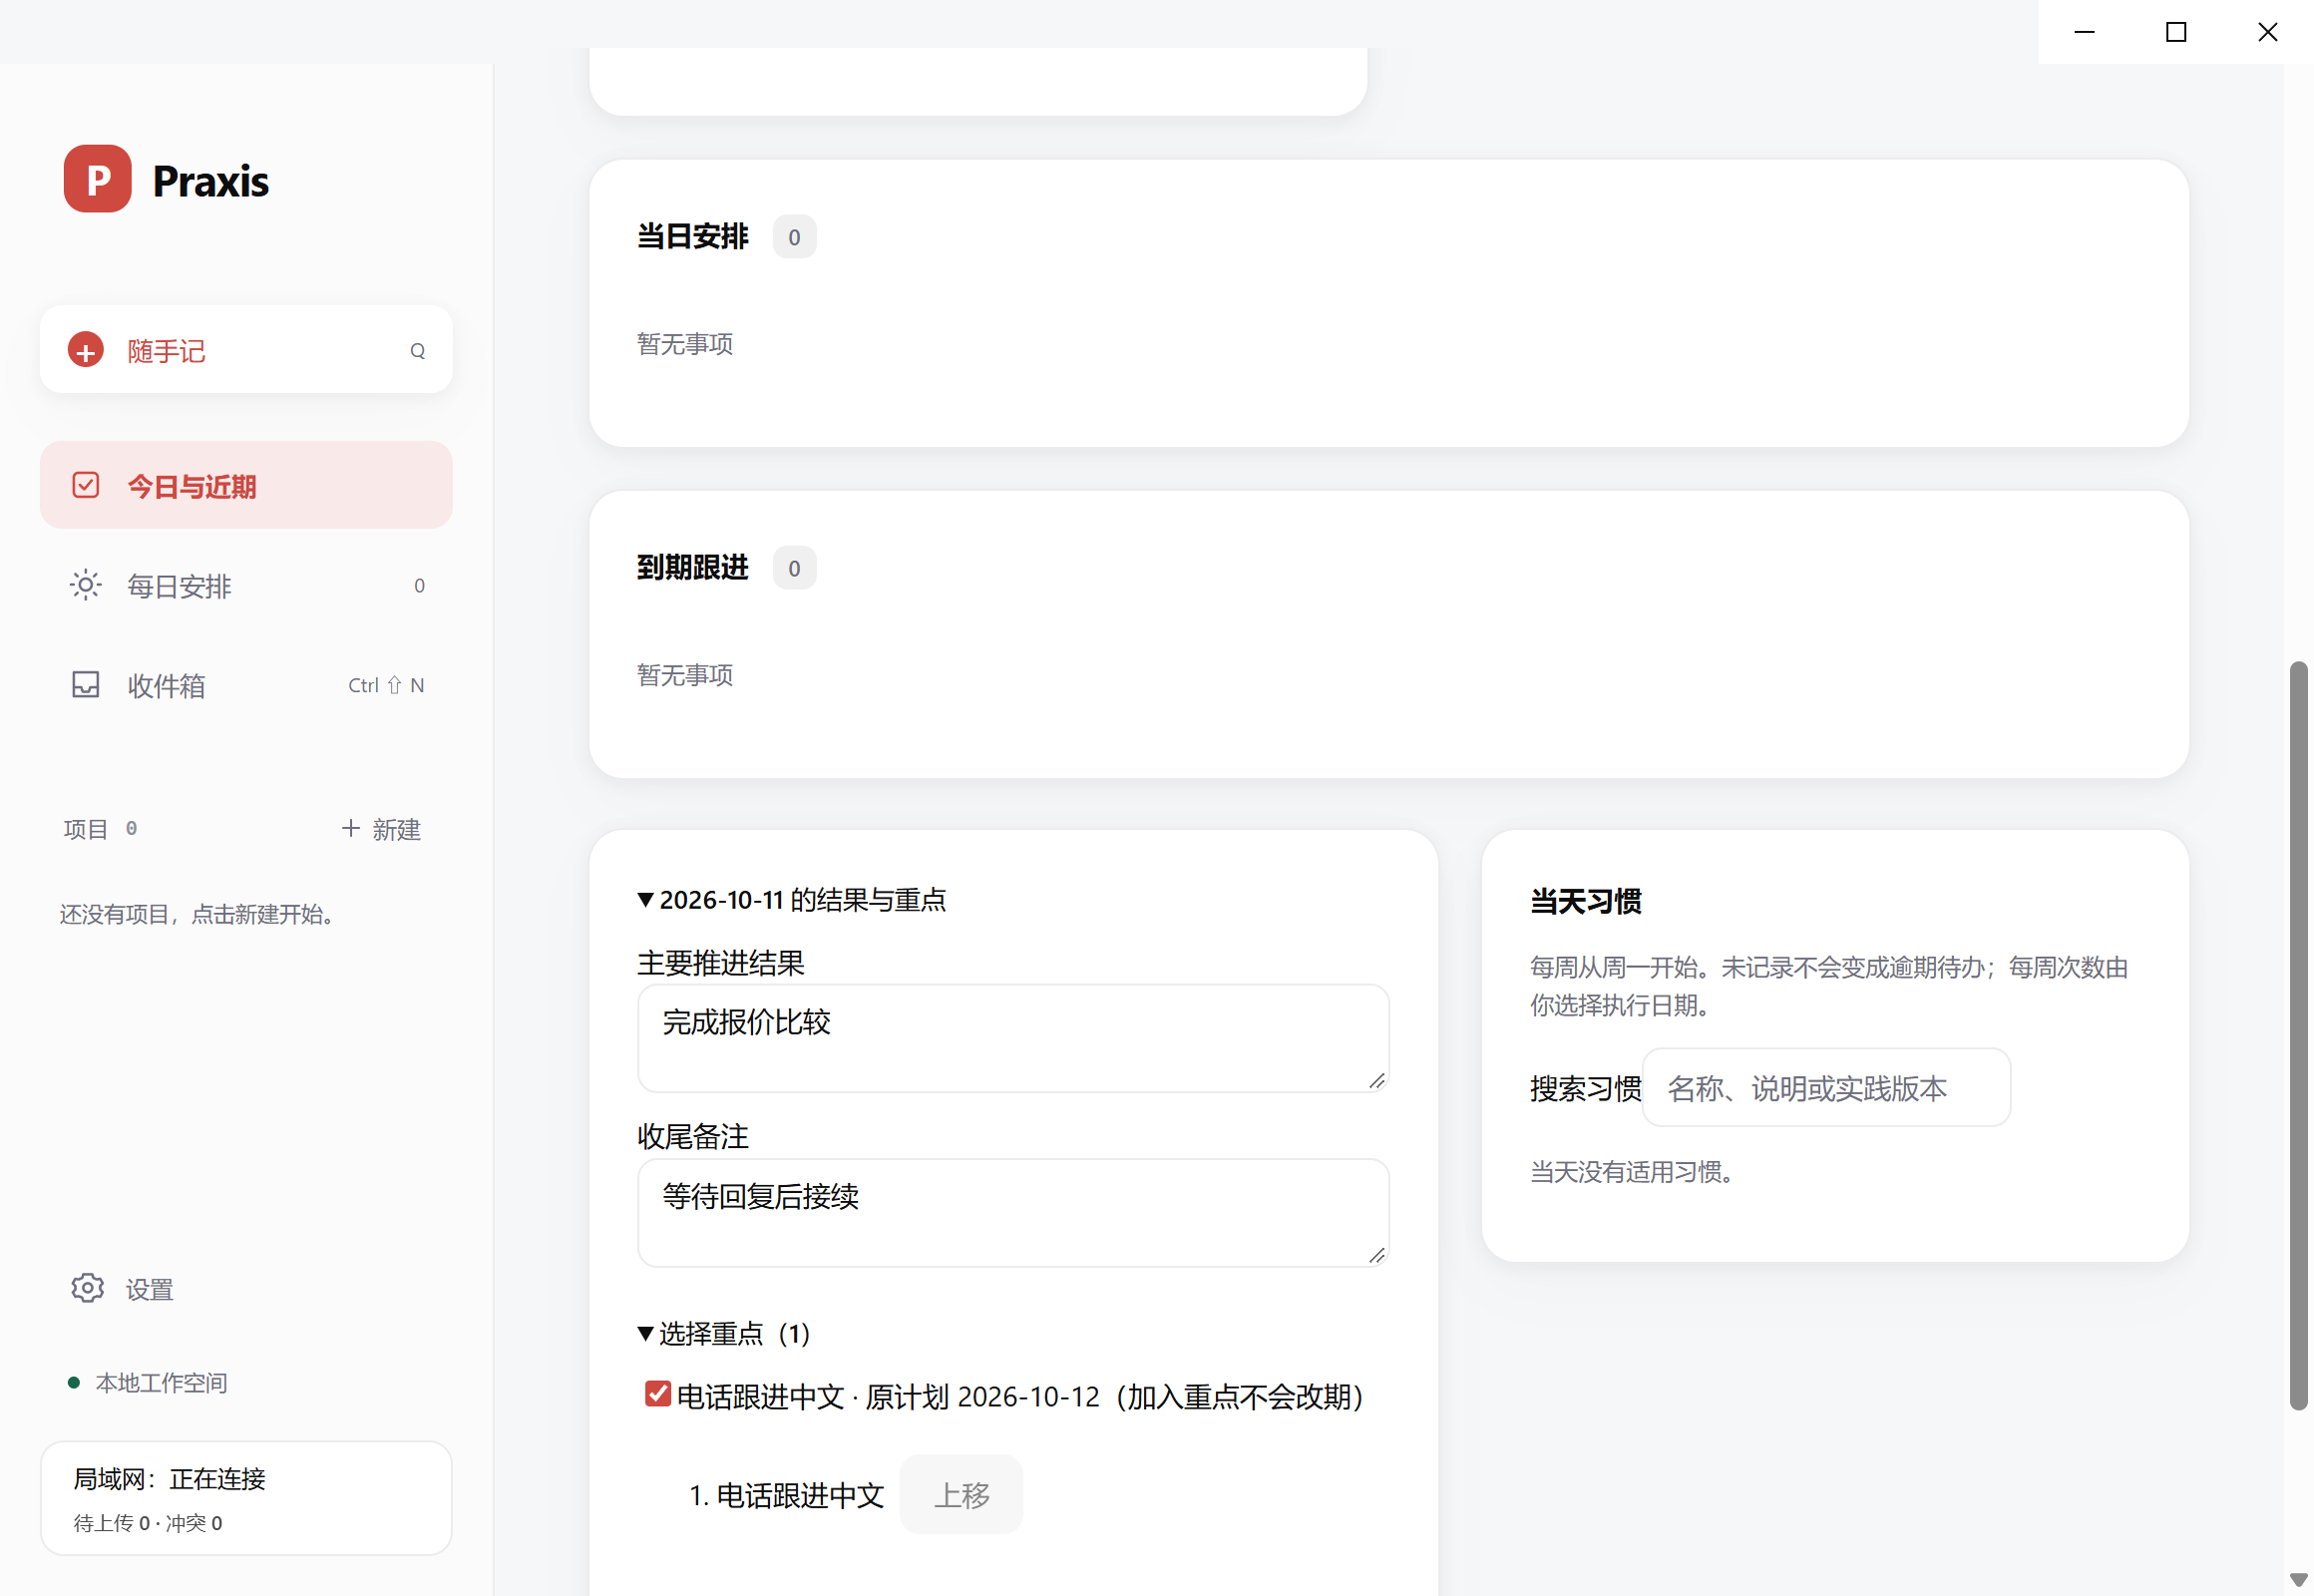 P Praxis
随手记 Q
今日与近期
每日安排 0
收件箱 Ctrl ⇧ N
项目 0 + 新建
还没有项目，点击新建开始。
设置
本地工作空间
局域网：正在连接
待上传 0 · 冲突 0
当日安排 0
暂无事项
到期跟进 0
暂无事项
▼ 2026-10-11 的结果与重点
主要推进结果
完成报价比较
收尾备注
等待回复后接续
▼ 选择重点（1）
电话跟进中文 · 原计划 2026-10-12（加入重点不会改期）
1. 电话跟进中文 上移
当天习惯
每周从周一开始。未记录不会变成逾期待办；每周次数由
你选择执行日期。
搜索习惯 名称、说明或实践版本
当天没有适用习惯。